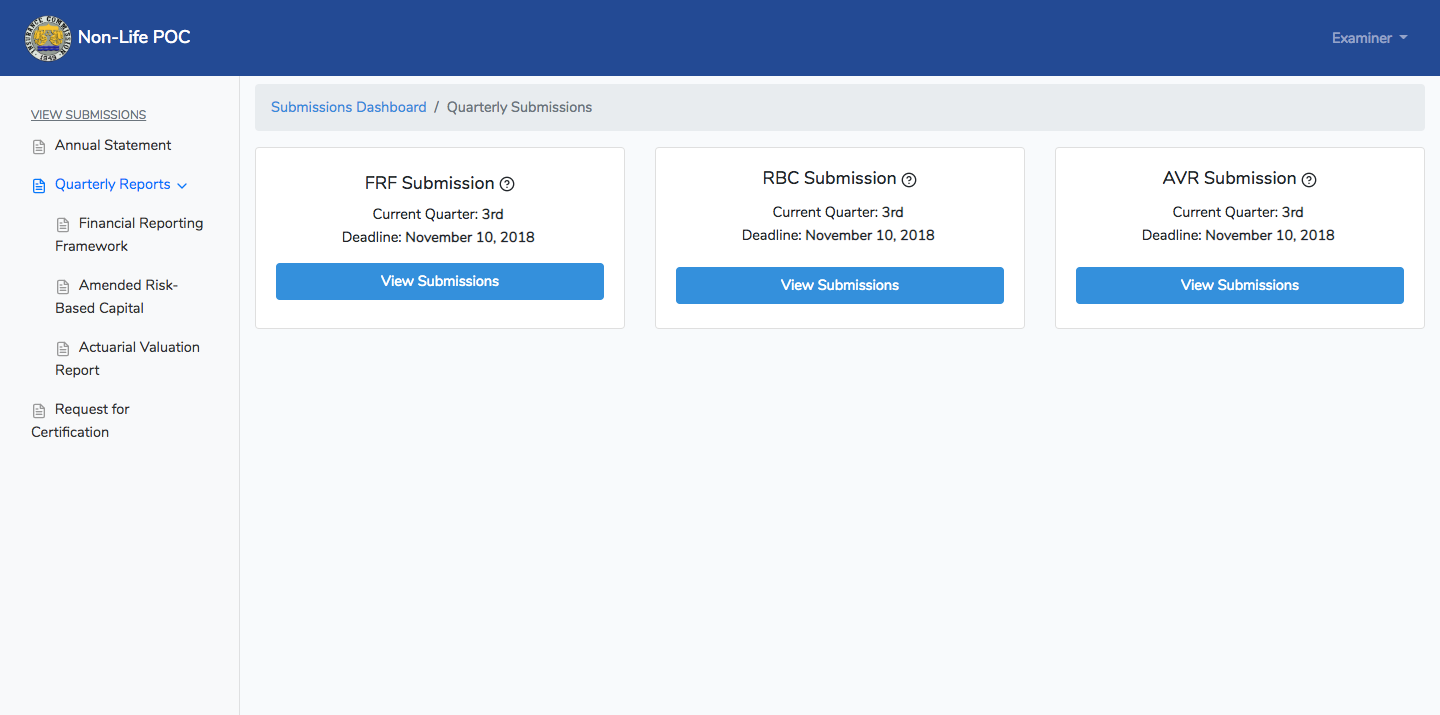 INSURANCE COMMISSION
1949
Non-Life POC
Examiner
VIEW SUBMISSIONS
Annual Statement
Quarterly Reports
Financial Reporting
Framework
Amended Risk-
Based Capital
Actuarial Valuation
Report
Request for
Certification
Submissions Dashboard / Quarterly Submissions
FRF Submission
Current Quarter: 3rd
Deadline: November 10, 2018
View Submissions
RBC Submission
Current Quarter: 3rd
Deadline: November 10, 2018
View Submissions
AVR Submission
Current Quarter: 3rd
Deadline: November 10, 2018
View Submissions